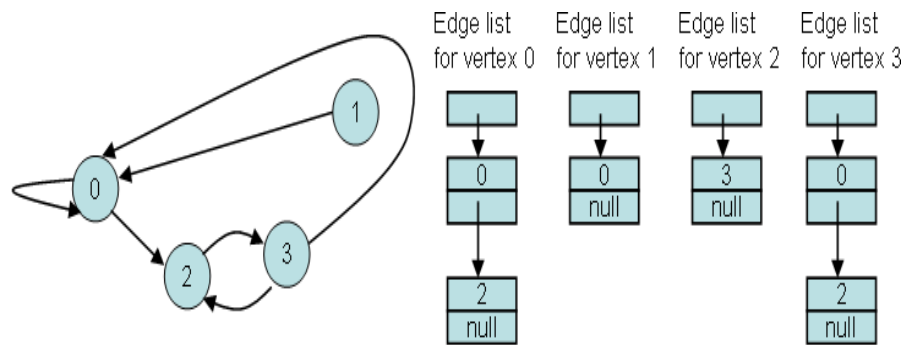 Edge list
for vertex 0
Edge list
for vertex 1
Edge list
for vertex 2
Edge list
for vertex 3
1
0
3
2
0
0
null
3
null
0
2
null
2
null